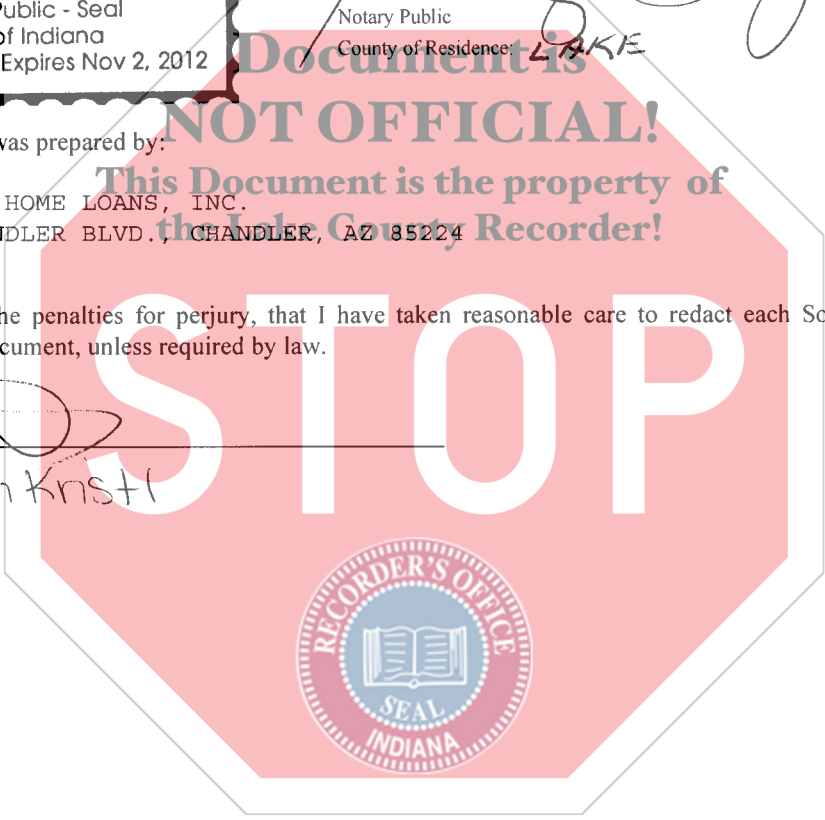 Public - Seal
of Indiana
Expires Nov 2, 2012
Notary Public
County of Residence: LAKE
Document is
NOT OFFICIAL!
was prepared by:
This Document is the property of
HOME LOANS, INC.
the Lake County Recorder!
NDLER BLVD., CHANDLER, AZ 85224
he penalties for perjury, that I have taken reasonable care to redact each So
cument, unless required by law.
STOP
RECORDER'S OFFICE
SEAL
INDIANA